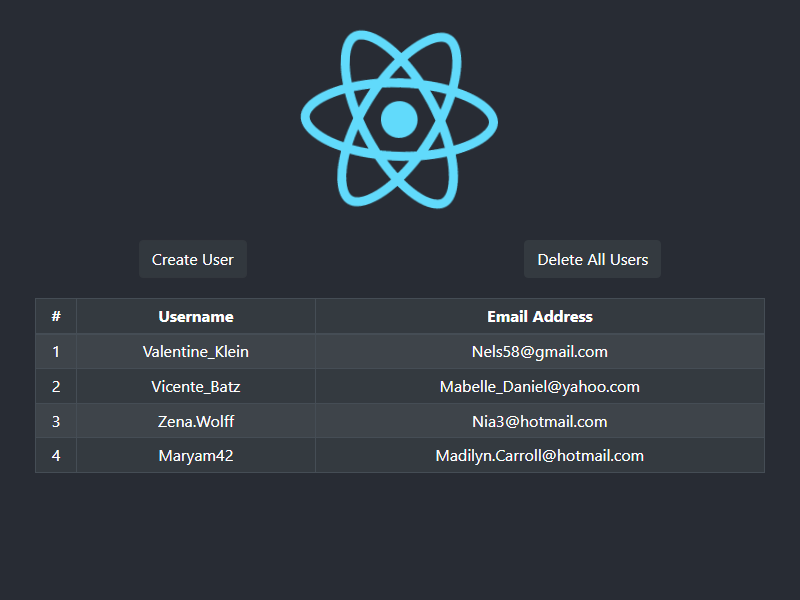 Create User Delete All Users
# Username Email Address
1 Valentine_Klein Nels58@gmail.com
2 Vicente_Batz Mabelle_Daniel@yahoo.com
3 Zena.Wolff Nia3@hotmail.com
4 Maryam42 Madilyn.Carroll@hotmail.com